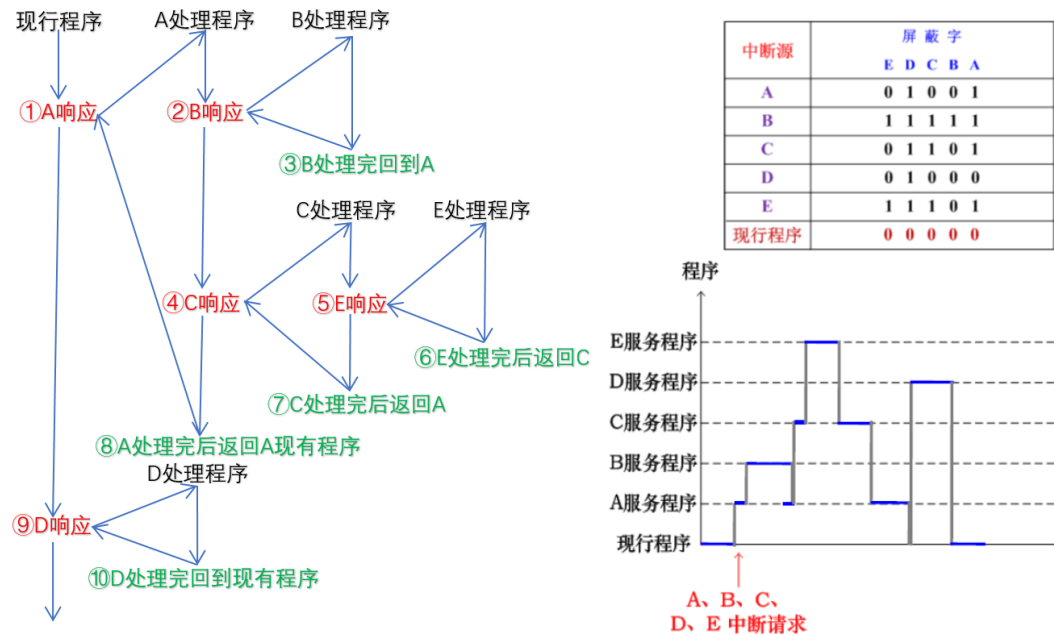 现行程序
A处理程序
B处理程序
①A响应
②B响应
③B处理完回到A
C处理程序
E处理程序
④C响应
⑤E响应
⑥E处理完后返回C
⑦C处理完后返回A
⑧A处理完后返回A现有程序
D处理程序
⑨D响应
⑩D处理完回到现有程序
中断源 屏蔽字
E D C B A
A 0 1 0 0 1
B 1 1 1 1 1
C 0 1 1 0 1
D 0 1 0 0 0
E 1 1 1 0 1
现行程序 0 0 0 0 0
程序
E服务程序
D服务程序
C服务程序
B服务程序
A服务程序
现行程序
A、B、C、
D、E 中断请求